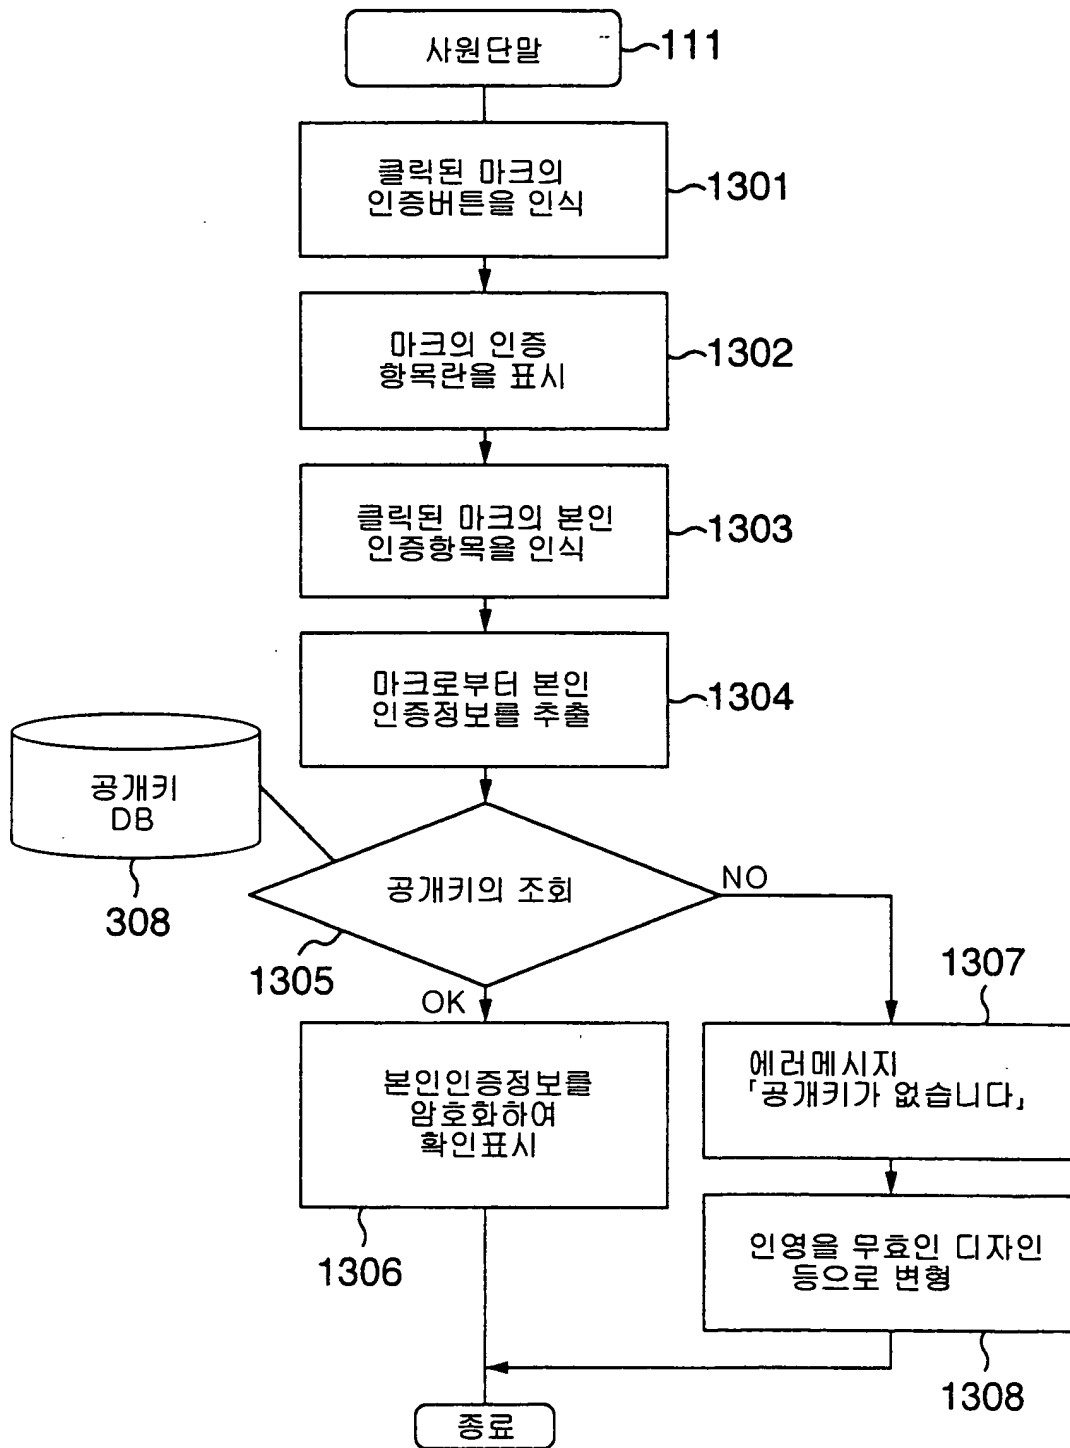 사원단말
111
클릭된 마크의
인증버튼을 인식
1301
마크의 인증
항목란을 표시
1302
클릭된 마크의 본인
인증항목을 인식
1303
마크로부터 본인
인증정보를 추출
1304
공개키
DB
308
공개키의 조회
NO
1305
OK
1307
본인인증정보를
암호화하여
확인표시
에러메시지
「공개키가 없습니다」
1306
인영을 무효인 디자인
등으로 변형
1308
종료